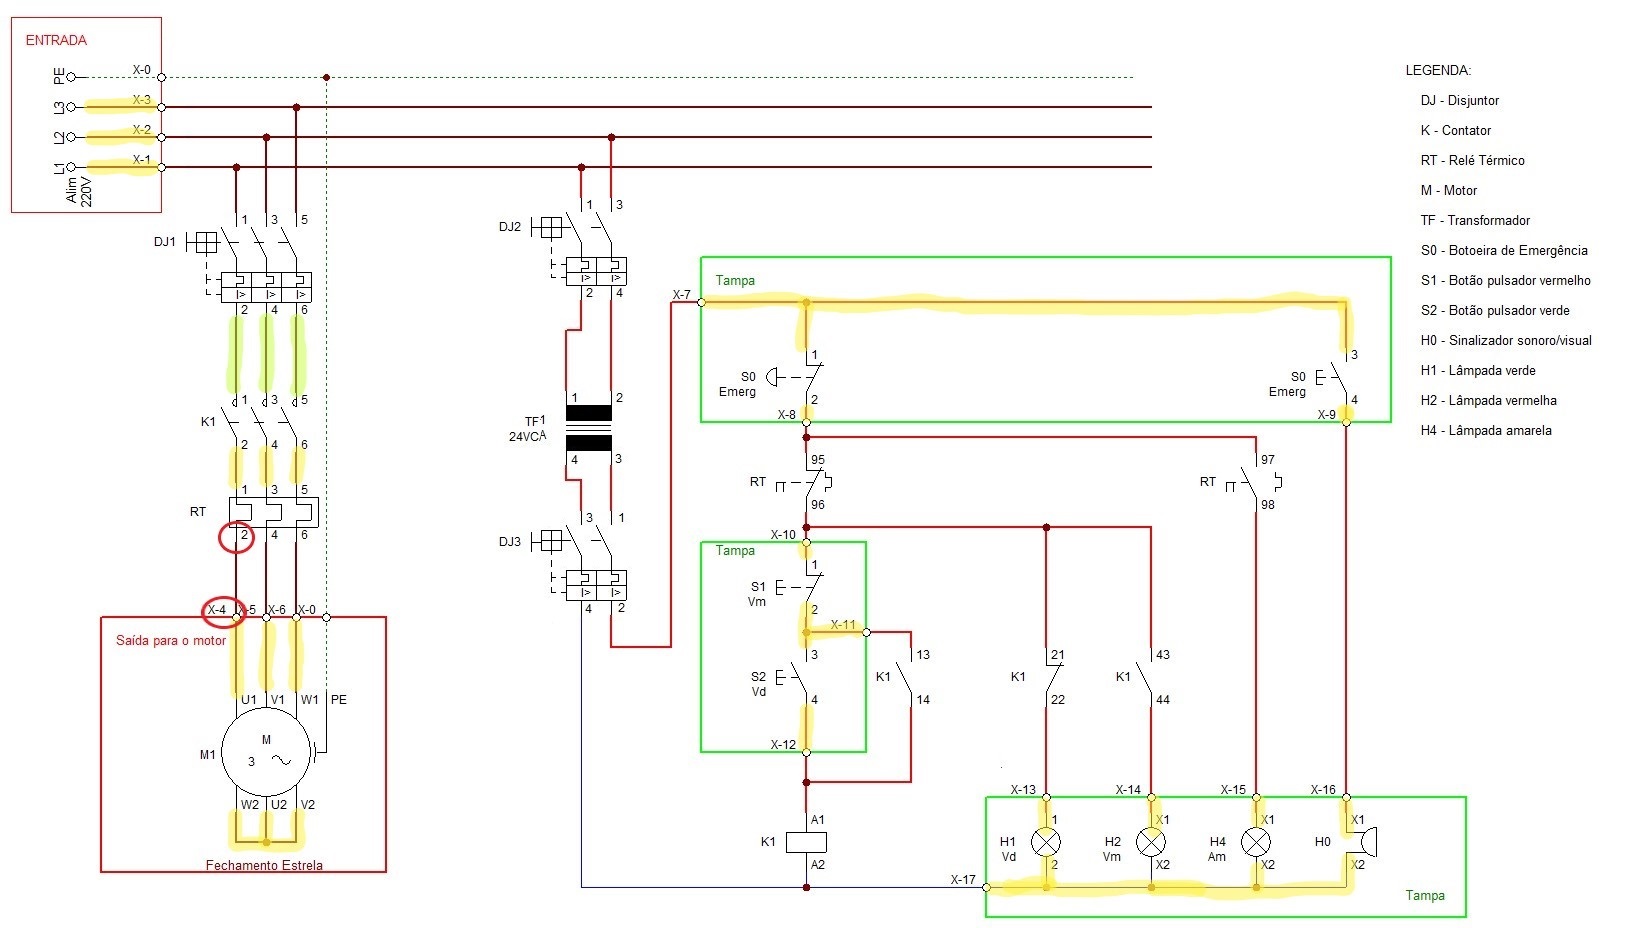 ENTRADA
PE
X-0
L3
X-3
L2
X-2
L1
X-1
Alim
220V
1 3 5
DJ1
I> I> I>
2 4 6
1 3 5
K1
2 4 6
1 3 5
RT
2 4 6
X-4 X-5 X-6 X-0
Saída para o motor
U1 V1 W1 PE
M1
M
3
W2 U2 V2
Fechamento Estrela
1 3
DJ2
I> I>
2 4
1 2
TF1
24VCA
4 3
3 1
DJ3
I> I>
4 2
X-7
Tampa
1
S0
Emerg
2
X-8
3
S0
Emerg
4
X-9
95
RT
96
97
RT
98
X-10
Tampa
1
S1
Vm
2
X-11
3
S2
Vd
4
X-12
13
K1
14
21
K1
22
43
K1
44
A1
K1
A2
X-13 X-14 X-15 X-16
1 X1 X1 X1
H1
Vd
H2
Vm
H4
Am
H0
2 X2 X2 X2
X-17
Tampa
LEGENDA:
DJ - Disjuntor
K - Contator
RT - Relé Térmico
M - Motor
TF - Transformador
S0 - Botoeira de Emergência
S1 - Botão pulsador vermelho
S2 - Botão pulsador verde
H0 - Sinalizador sonoro/visual
H1 - Lâmpada verde
H2 - Lâmpada vermelha
H4 - Lâmpada amarela